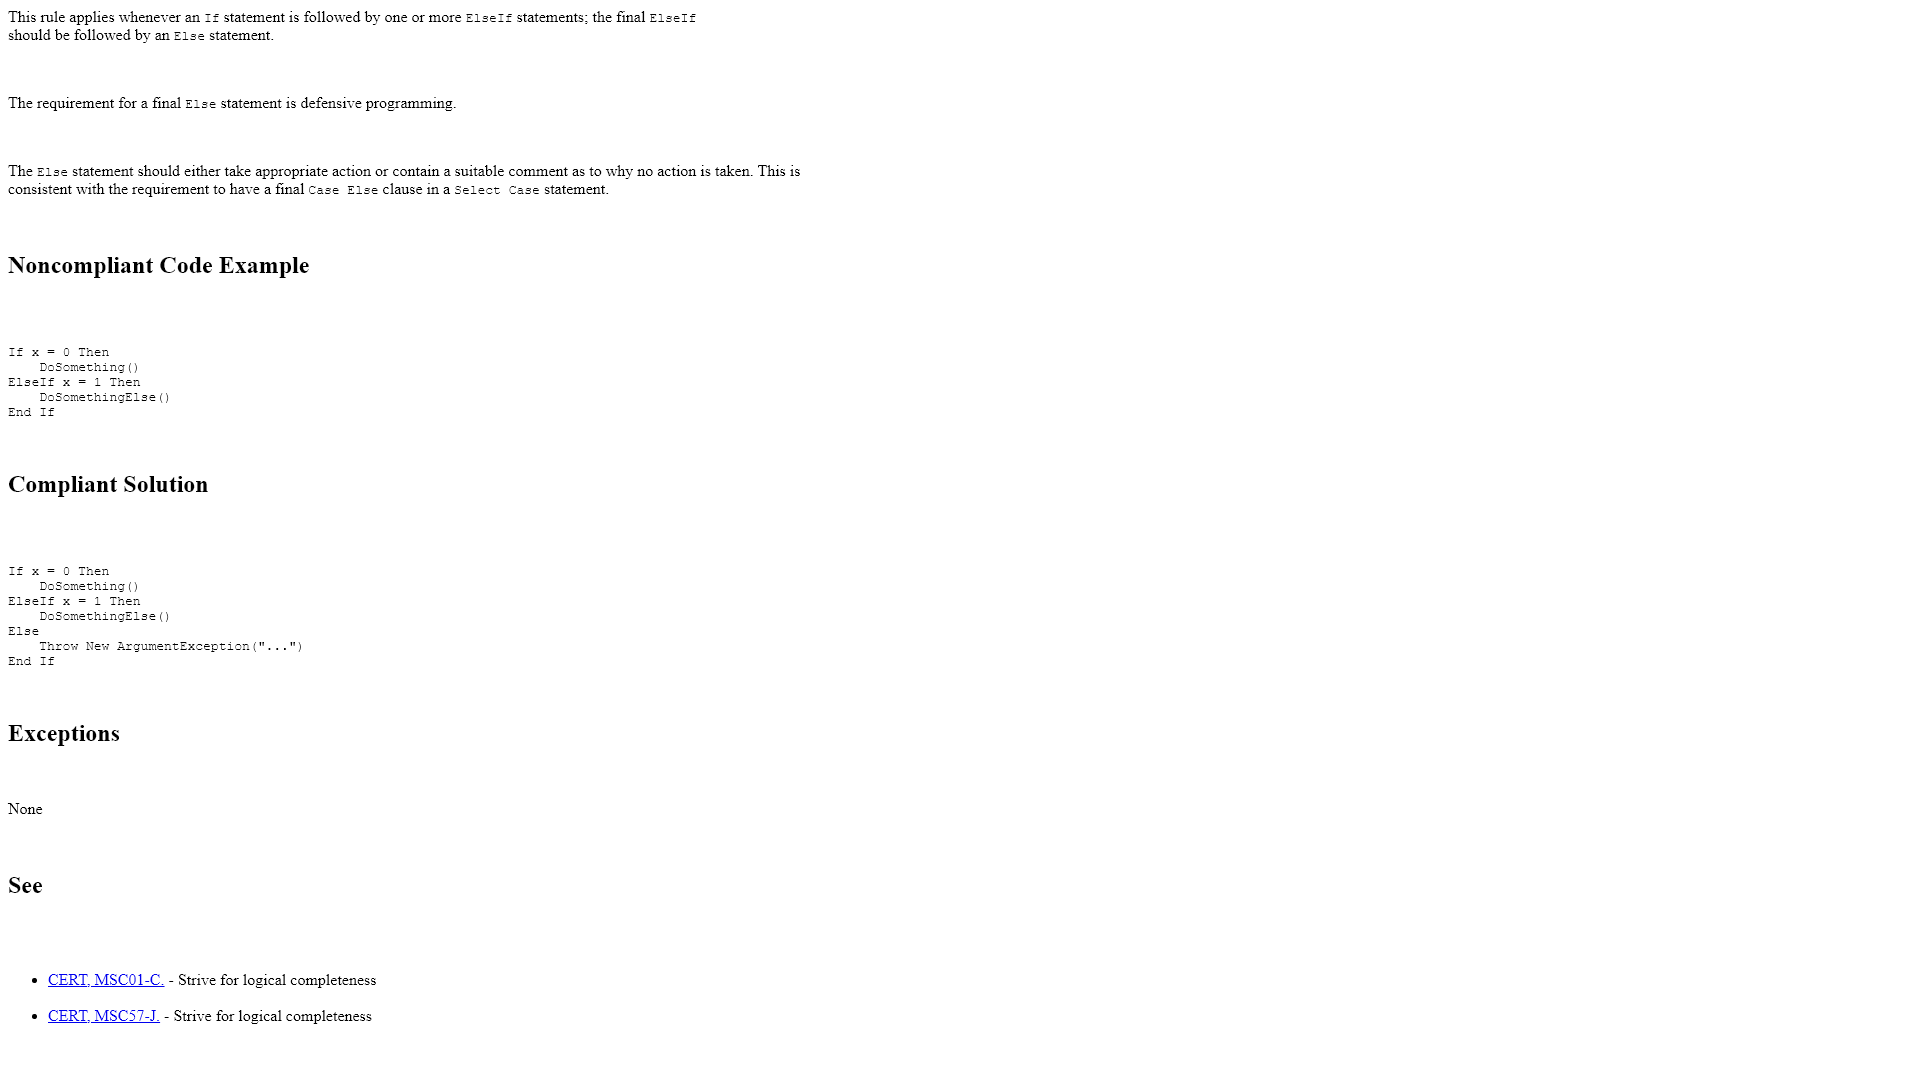 This rule applies whenever an If statement is followed by one or more ElseIf statements; the final ElseIf
should be followed by an Else statement.
The requirement for a final Else statement is defensive programming.
The Else statement should either take appropriate action or contain a suitable comment as to why no action is taken. This is
consistent with the requirement to have a final Case Else clause in a Select Case statement.
Noncompliant Code Example
If x = 0 Then
    DoSomething()
ElseIf x = 1 Then
    DoSomethingElse()
End If
Compliant Solution
If x = 0 Then
    DoSomething()
ElseIf x = 1 Then
    DoSomethingElse()
Else
    Throw New ArgumentException("...")
End If
Exceptions
None
See
• CERT, MSC01-C. - Strive for logical completeness
• CERT, MSC57-J. - Strive for logical completeness